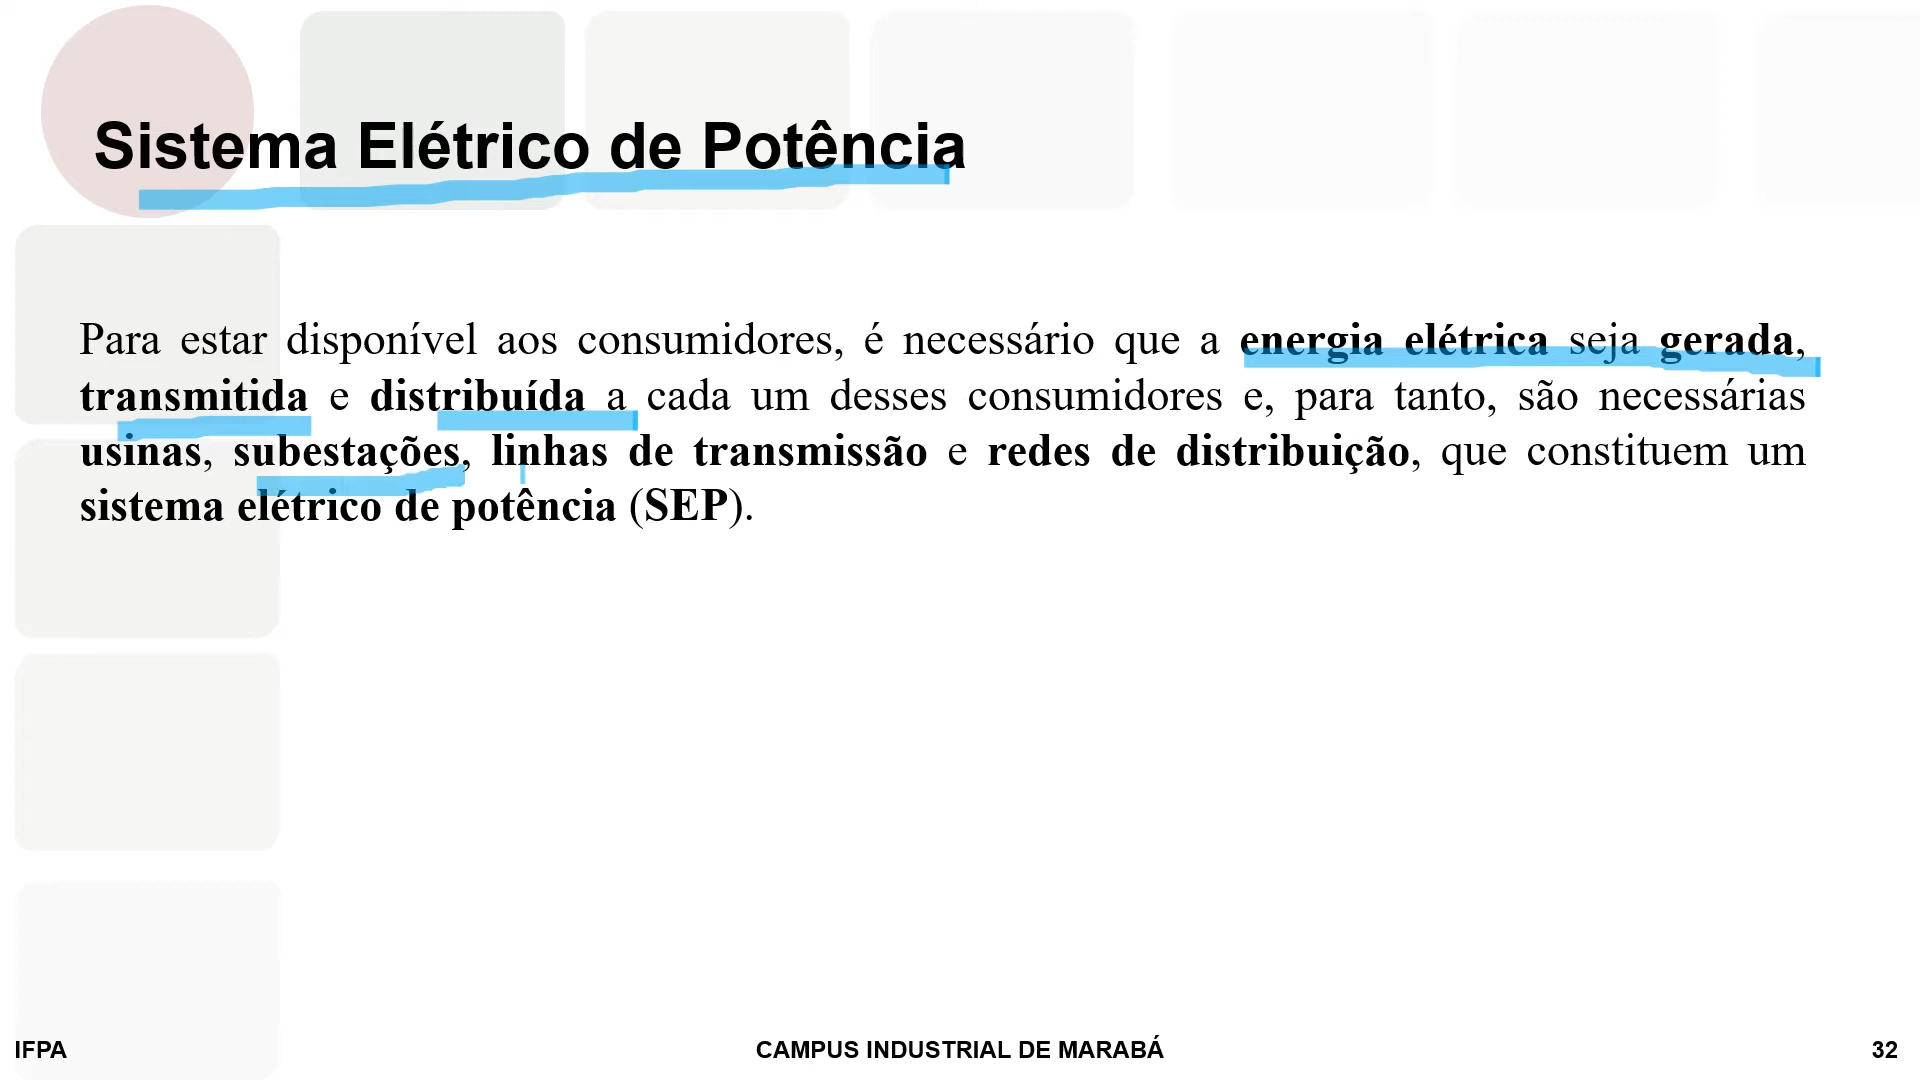 Sistema Elétrico de Potência
Para estar disponível aos consumidores, é necessário que a energia elétrica seja gerada,
transmitida e distribuída a cada um desses consumidores e, para tanto, são necessárias
usinas, subestações, linhas de transmissão e redes de distribuição, que constituem um
sistema elétrico de potência (SEP).
IFPA
CAMPUS INDUSTRIAL DE MARABÁ
32